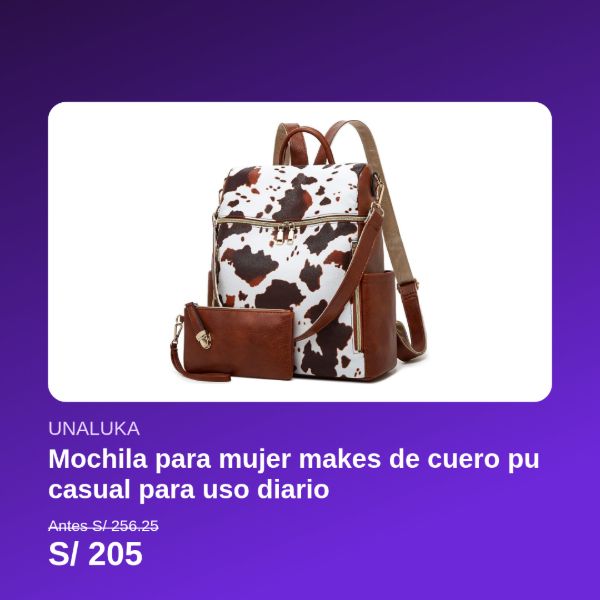 UNALUKA
Mochila para mujer makes de cuero pu
casual para uso diario
Antes S/ 256.25
S/ 205